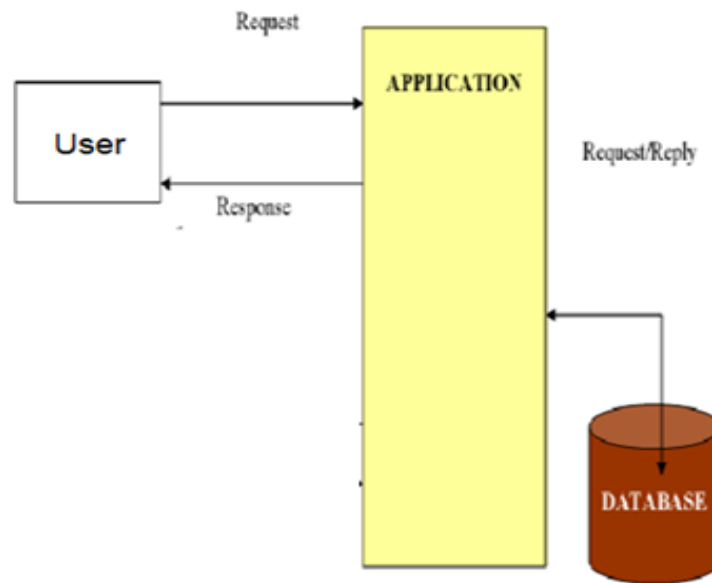 Request
APPLICATION
User
Request/Reply
Response
DATABASE